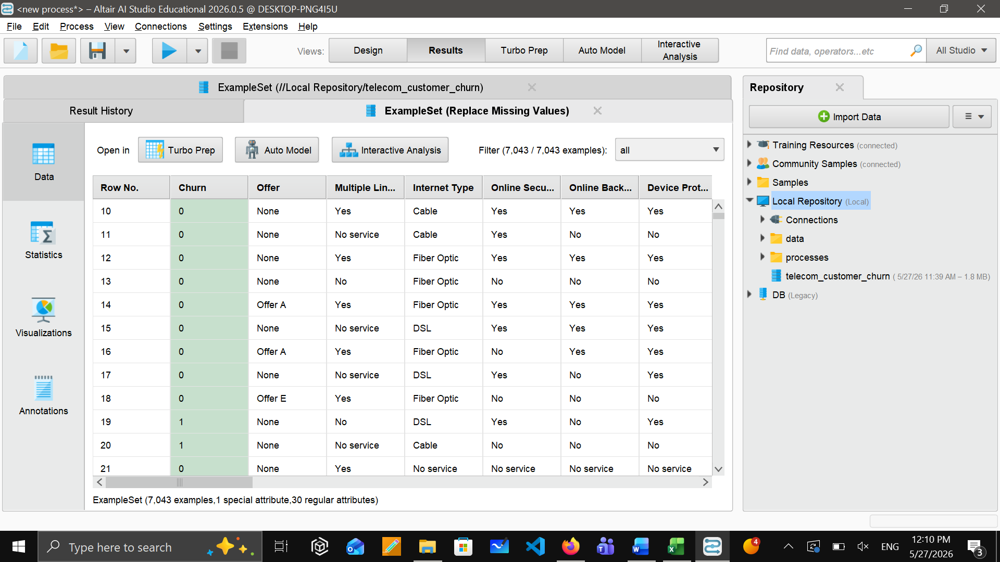 <new process*> – Altair AI Studio Educational 2026.0.5 @ DESKTOP-PNG4I5U
File Edit Process View Connections Settings Extensions Help
Views: Design Results Turbo Prep Auto Model Interactive Analysis
Find data, operators...etc All Studio
ExampleSet (//Local Repository/telecom_customer_churn)
Result History ExampleSet (Replace Missing Values)
Data
Statistics
Visualizations
Annotations
Open in Turbo Prep Auto Model Interactive Analysis Filter (7,043 / 7,043 examples): all
Row No. Churn Offer Multiple Lin... Internet Type Online Secu... Online Back... Device Prot...
10 0 None Yes Cable Yes Yes Yes
11 0 None No service Cable Yes No No
12 0 None Yes Fiber Optic Yes Yes Yes
13 0 None No Fiber Optic No No No
14 0 Offer A Yes Fiber Optic Yes Yes Yes
15 0 None No service DSL Yes Yes Yes
16 0 Offer A Yes Fiber Optic No Yes Yes
17 0 None No service DSL Yes No Yes
18 0 Offer E Yes Fiber Optic No No No
19 1 None No DSL Yes No Yes
20 1 None No service Cable No No No
21 0 None Yes No service No service No service No service
ExampleSet (7,043 examples,1 special attribute,30 regular attributes)
Repository
Import Data
Training Resources (connected)
Community Samples (connected)
Samples
Local Repository (Local)
Connections
data
processes
telecom_customer_churn ( 5/27/26 11:39 AM – 1.8 MB)
DB (Legacy)
Type here to search
4
ENG
12:10 PM
5/27/2026
3